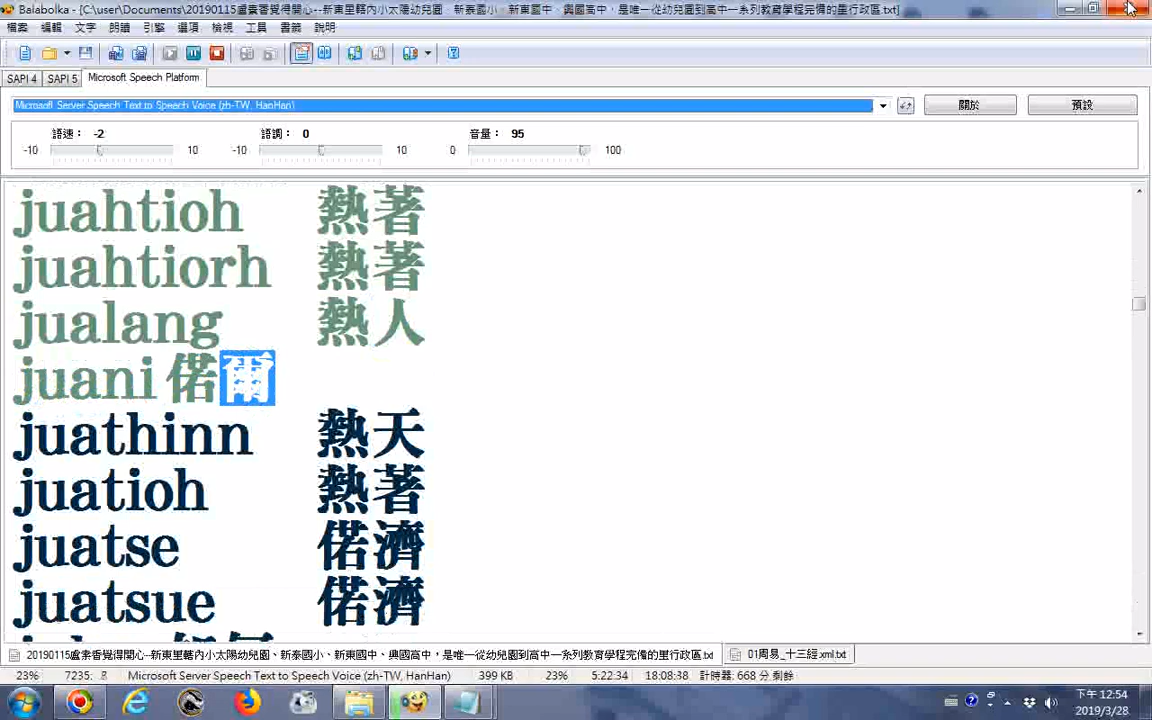 Balabolka - [C:\user\Documents\20190115盧素香覺得開心--新東里轄內小太陽幼兒園、新泰國小、新東國中、興國高中，是唯一從幼兒園到高中一系列教育學程完備的里行政區.txt]
檔案 編輯 文字 朗讀 引擎 選項 檢視 工具 書籤 說明
SAPI 4 SAPI 5 Microsoft Speech Platform
Microsoft Server Speech Text to Speech Voice (zh-TW, HanHan) 關於 預設
語速： -2 語調： 0 音量： 95
-10 10 -10 10 0 100
juahtioh 熱著
juahtiorh 熱著
jualang 熱人
juani 偌爾
juathinn 熱天
juatioh 熱著
juatse 偌濟
juatsue 偌濟
20190115盧素香覺得開心--新東里轄內小太陽幼兒園、新泰國小、新東國中、興國高中，是唯一從幼兒園到高中一系列教育學程完備的里行政區.txt 01周易_十三經.xml.txt
23% 7235: 8 Microsoft Server Speech Text to Speech Voice (zh-TW, HanHan) 399 KB 23% 5:22:34 18:08:38 計時器: 668 分 剩餘
下午 12:54
2019/3/28